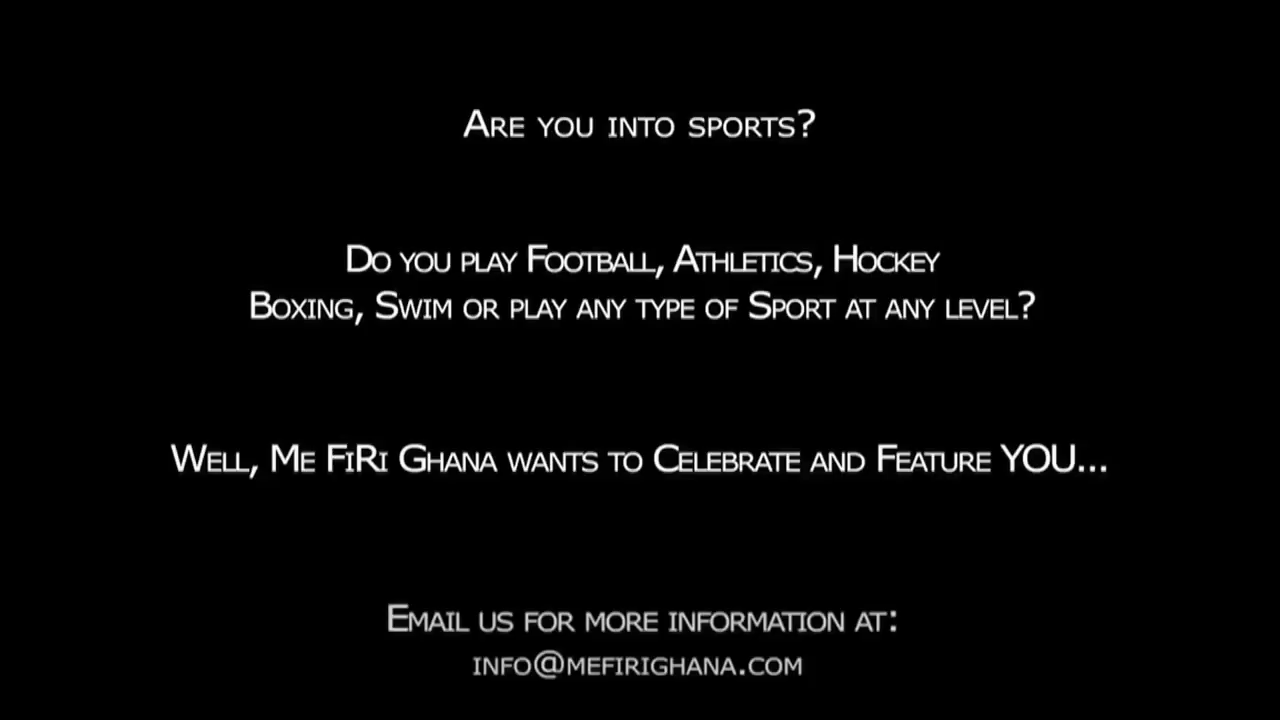 Are you into sports?
Do you play Football, Athletics, Hockey
Boxing, Swim or play any type of Sport at any level?
Well, Me FiRi Ghana wants to Celebrate and Feature YOU...
Email us for more information at:
info@mefirighana.com